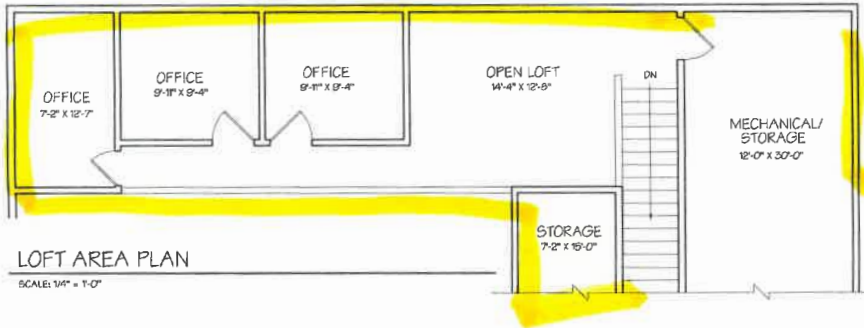 OFFICE
7'-2" X 12'-7"
OFFICE
9'-11" X 9'-4"
OFFICE
9'-11" X 9'-4"
OPEN LOFT
14'-4" X 12'-8"
DN
MECHANICAL/
STORAGE
12'-0" X 30'-0"
STORAGE
7'-2" X 15'-0"
LOFT AREA PLAN
SCALE: 1/4" = 1'-0"